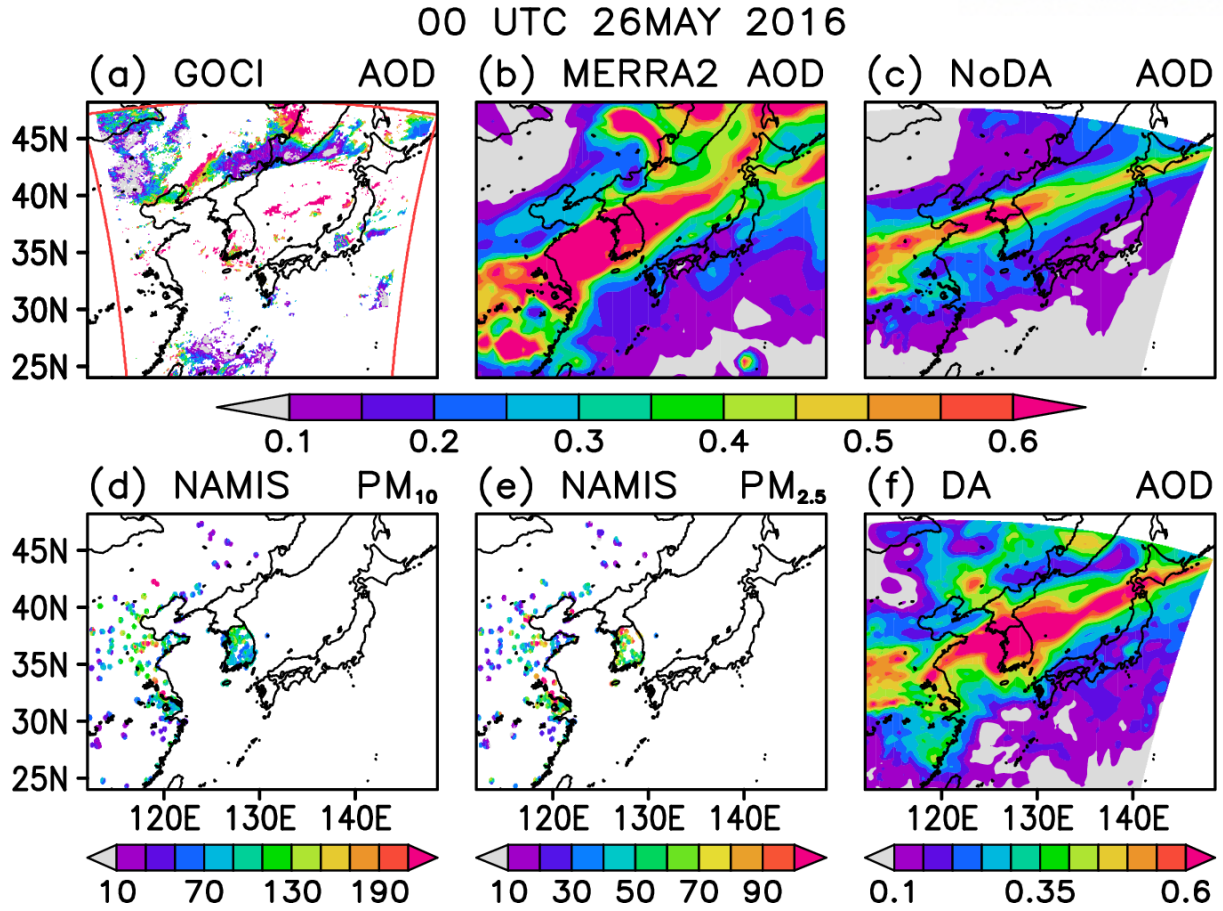 00 UTC 26MAY 2016
(a) GOCI AOD (b) MERRA2 AOD (c) NoDA AOD
45N
40N
35N
30N
25N
0.1 0.2 0.3 0.4 0.5 0.6
(d) NAMIS PM10 (e) NAMIS PM2.5 (f) DA AOD
45N
40N
35N
30N
25N
120E 130E 140E 120E 130E 140E 120E 130E 140E
10 70 130 190 10 30 50 70 90 0.1 0.35 0.6